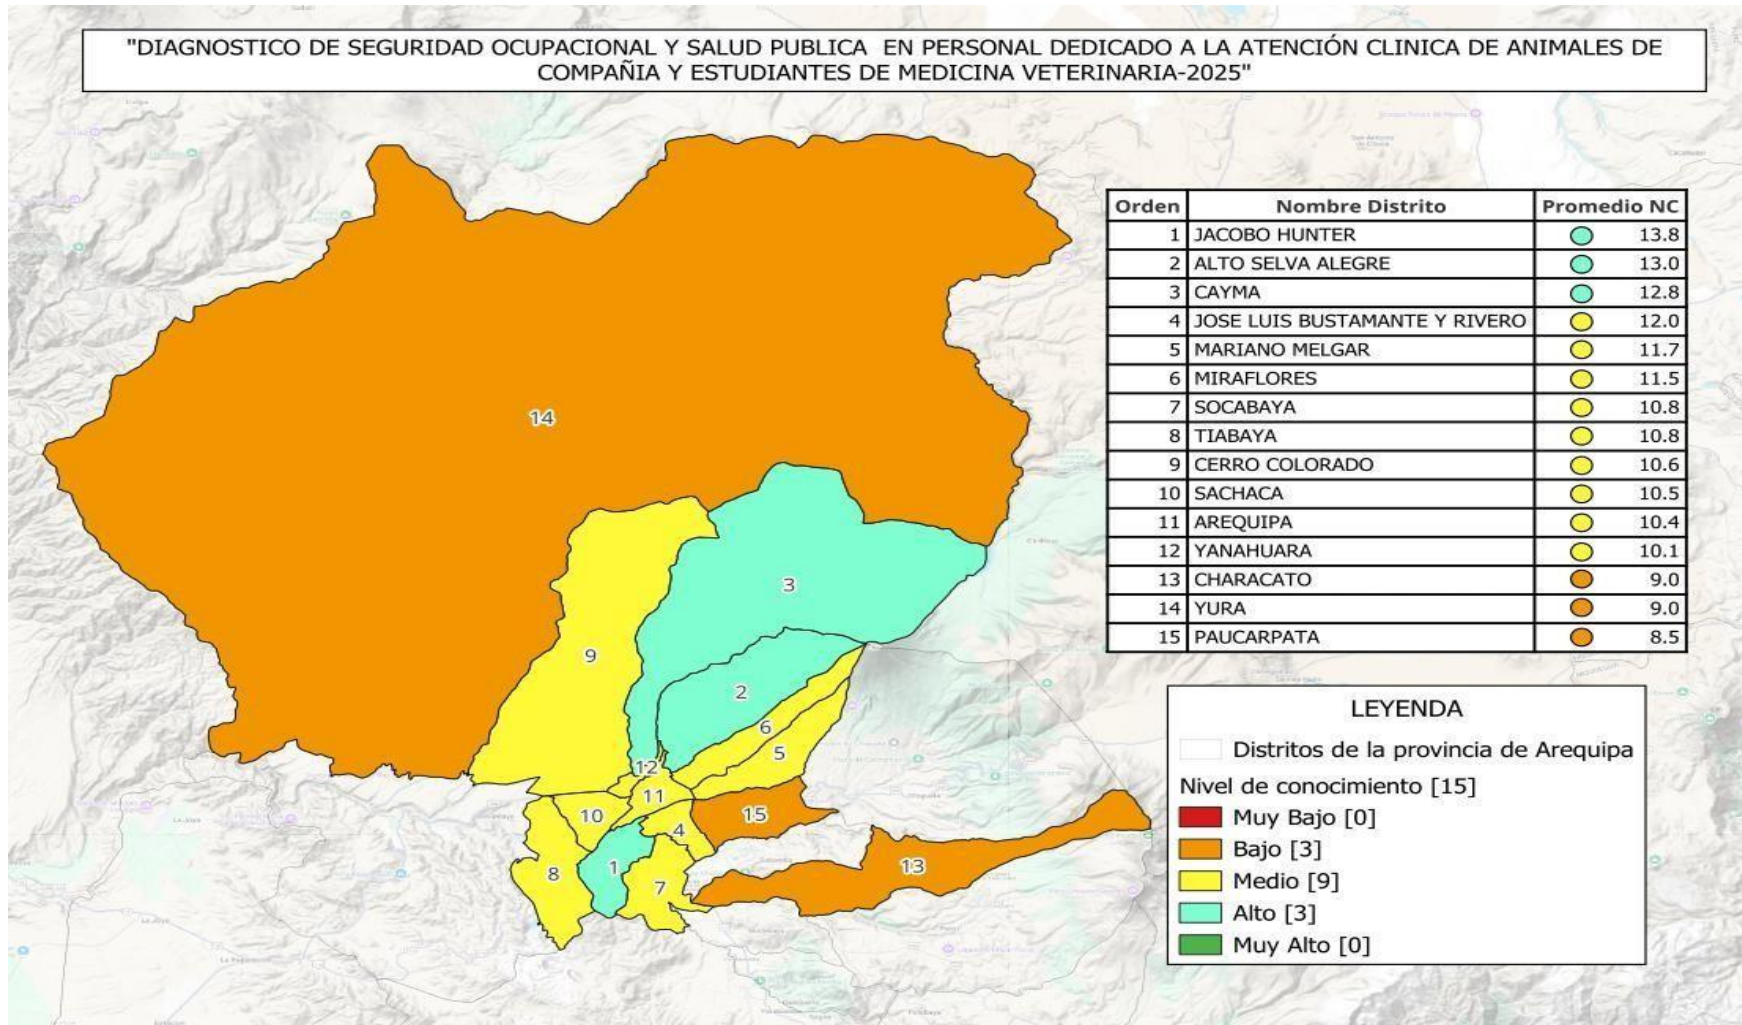 "DIAGNOSTICO DE SEGURIDAD OCUPACIONAL Y SALUD PUBLICA EN PERSONAL DEDICADO A LA ATENCIÓN CLINICA DE ANIMALES DE
COMPAÑIA Y ESTUDIANTES DE MEDICINA VETERINARIA-2025"
Orden Nombre Distrito Promedio NC
1 JACOBO HUNTER 13.8
2 ALTO SELVA ALEGRE 13.0
3 CAYMA 12.8
4 JOSE LUIS BUSTAMANTE Y RIVERO 12.0
5 MARIANO MELGAR 11.7
6 MIRAFLORES 11.5
7 SOCABAYA 10.8
8 TIABAYA 10.8
9 CERRO COLORADO 10.6
10 SACHACA 10.5
11 AREQUIPA 10.4
12 YANAHUARA 10.1
13 CHARACATO 9.0
14 YURA 9.0
15 PAUCARPATA 8.5
14
3
9
2
6
5
12
11
10
15
4
13
1
8
7
LEYENDA
Distritos de la provincia de Arequipa
Nivel de conocimiento [15]
Muy Bajo [0]
Bajo [3]
Medio [9]
Alto [3]
Muy Alto [0]